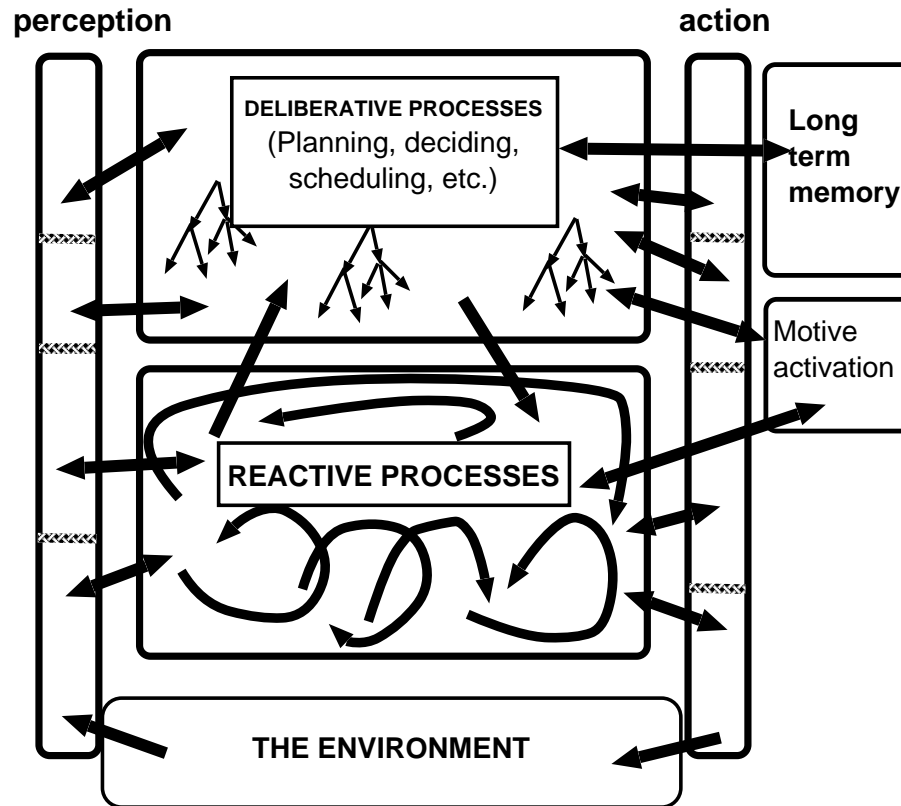 perception
action
DELIBERATIVE PROCESSES
(Planning, deciding,
scheduling, etc.)
Long
term
memory
Motive
activation
REACTIVE PROCESSES
THE ENVIRONMENT